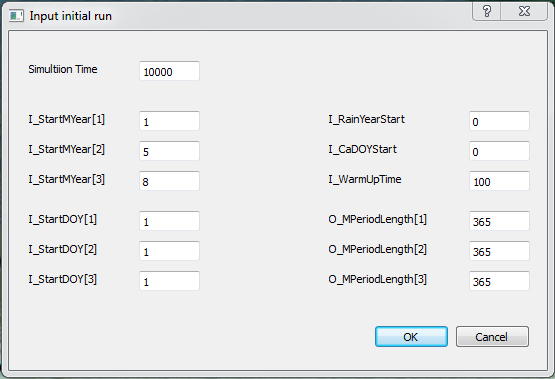 Input initial run
Simultiion Time 10000
I_StartMYear[1] 1 I_RainYearStart 0
I_StartMYear[2] 5 I_CaDOYStart 0
I_StartMYear[3] 8 I_WarmUpTime 100
I_StartDOY[1] 1 O_MPeriodLength[1] 365
I_StartDOY[2] 1 O_MPeriodLength[2] 365
I_StartDOY[3] 1 O_MPeriodLength[3] 365
OK Cancel